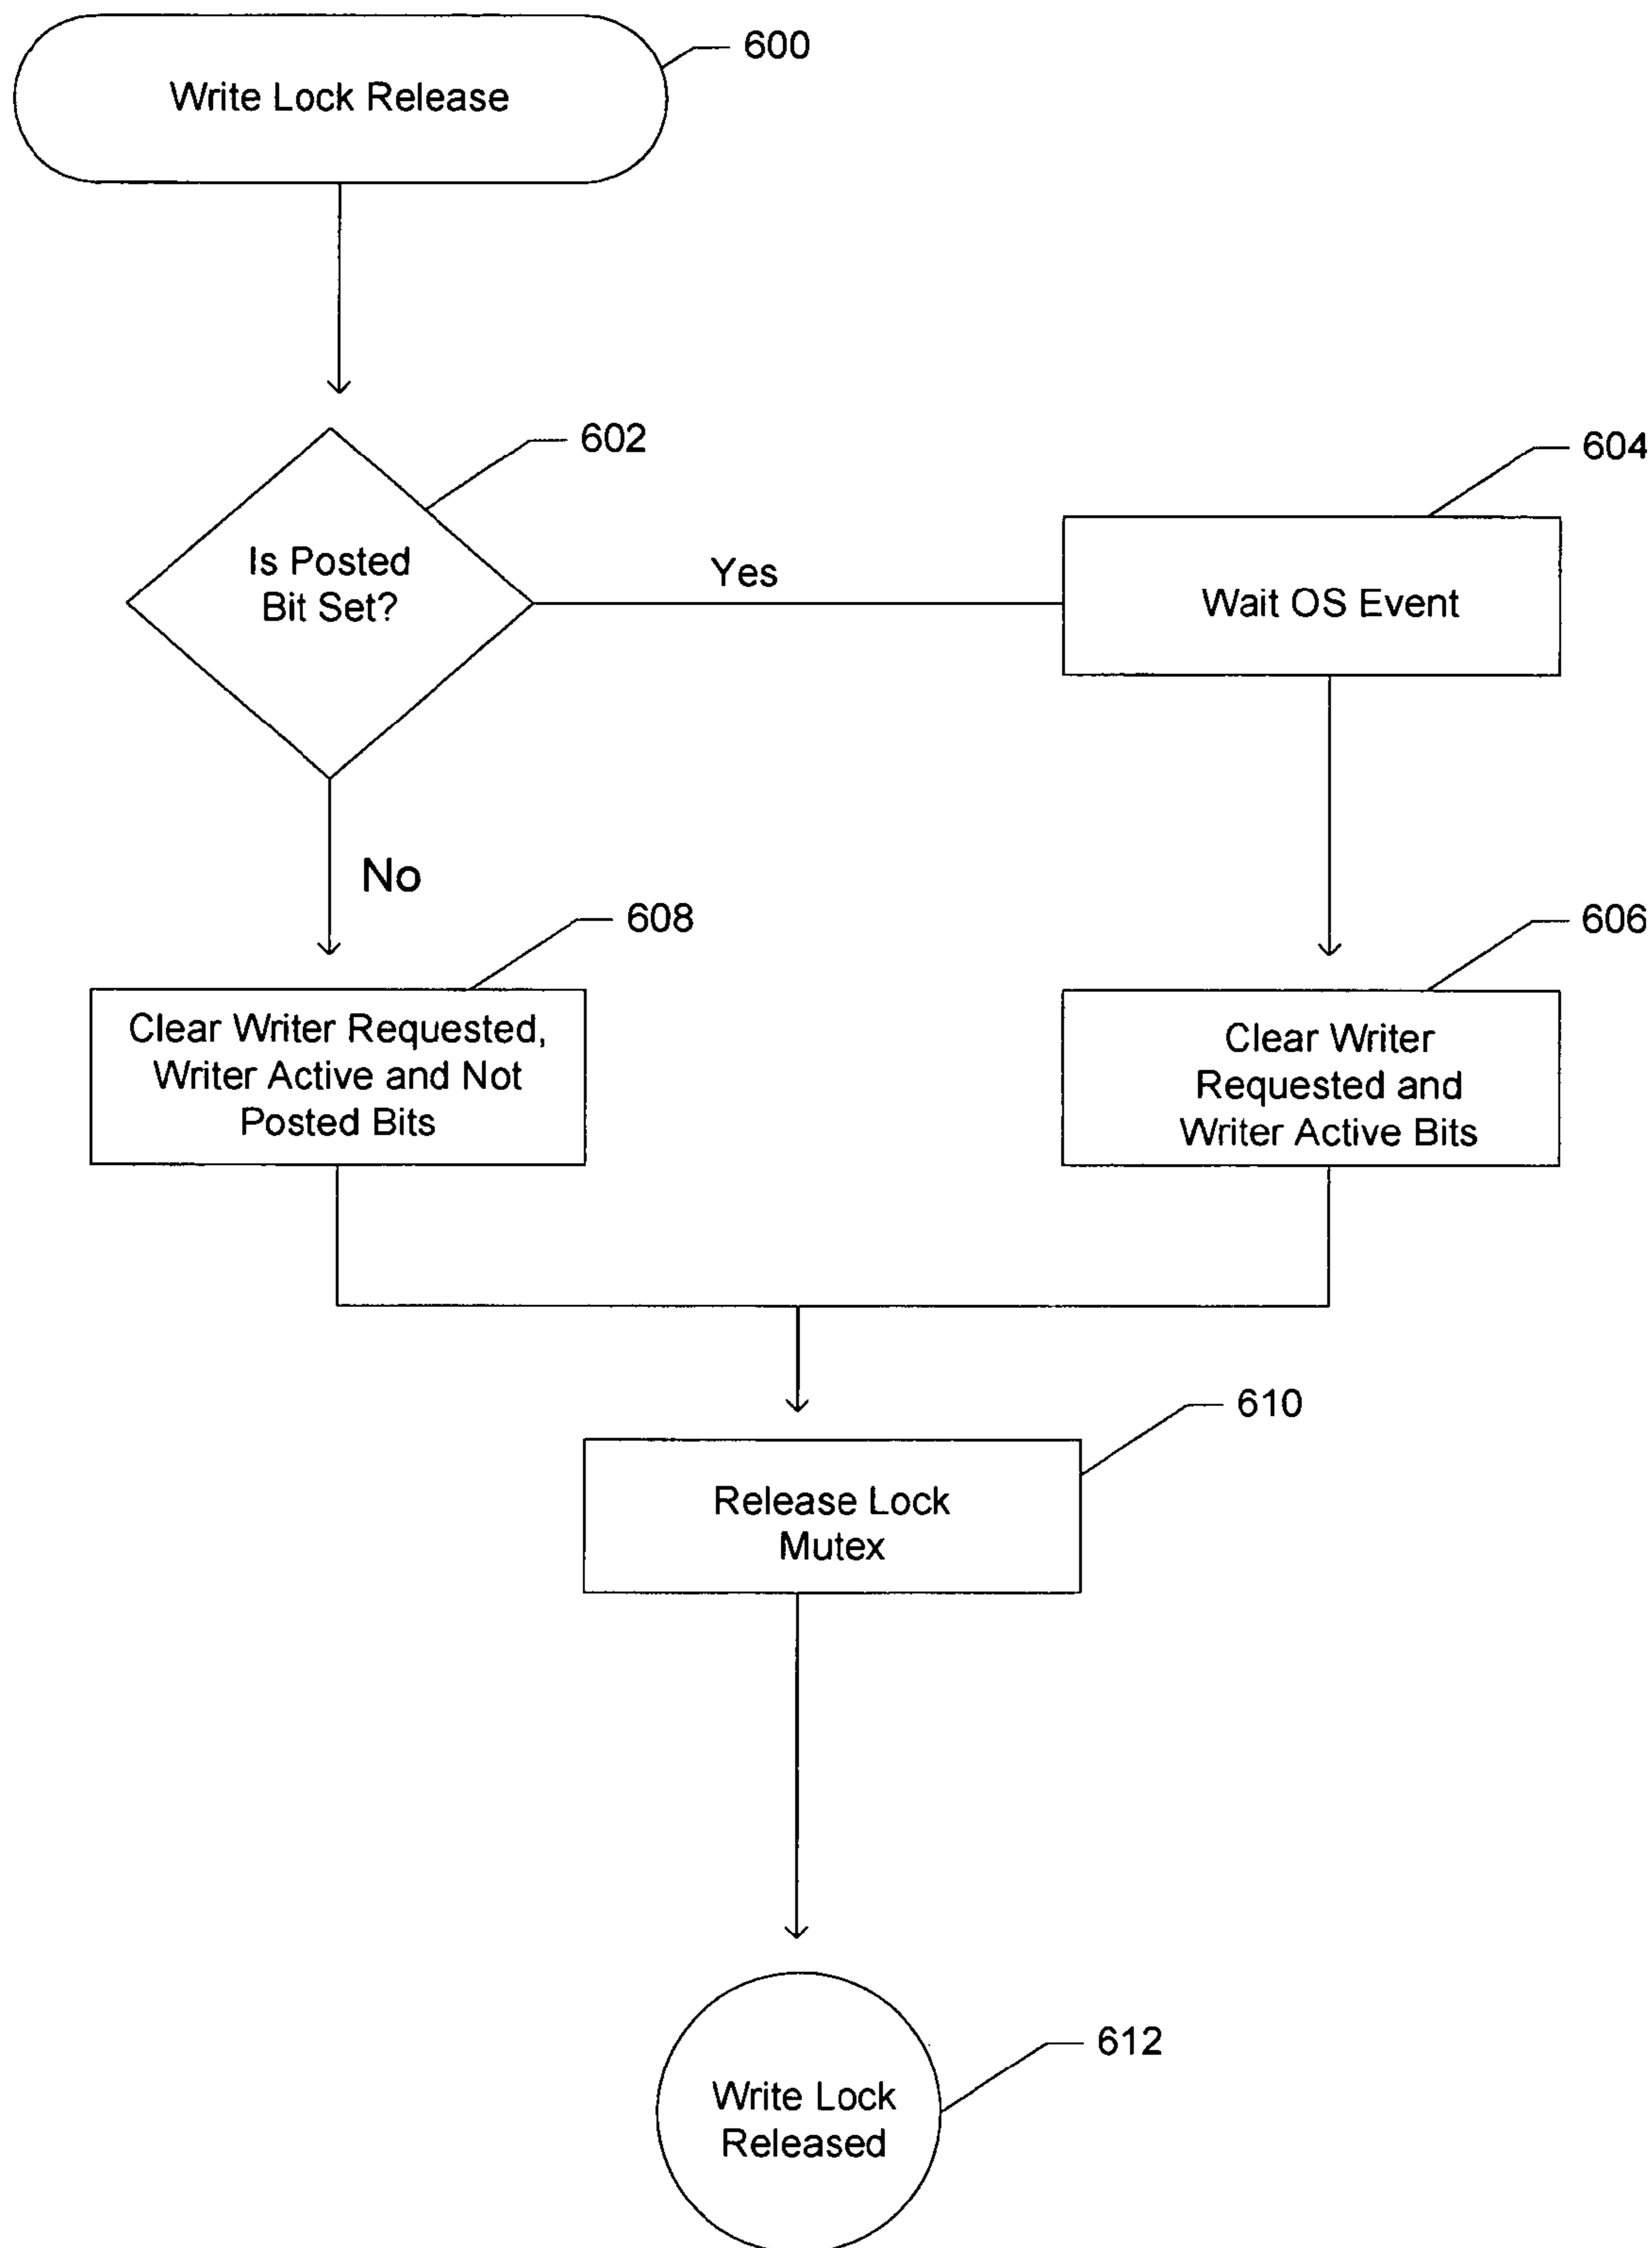 600
Write Lock Release
602
604
Is Posted
Bit Set?
Yes
Wait OS Event
No
608
606
Clear Writer Requested,
Writer Active and Not
Posted Bits
Clear Writer
Requested and
Writer Active Bits
610
Release Lock
Mutex
612
Write Lock
Released